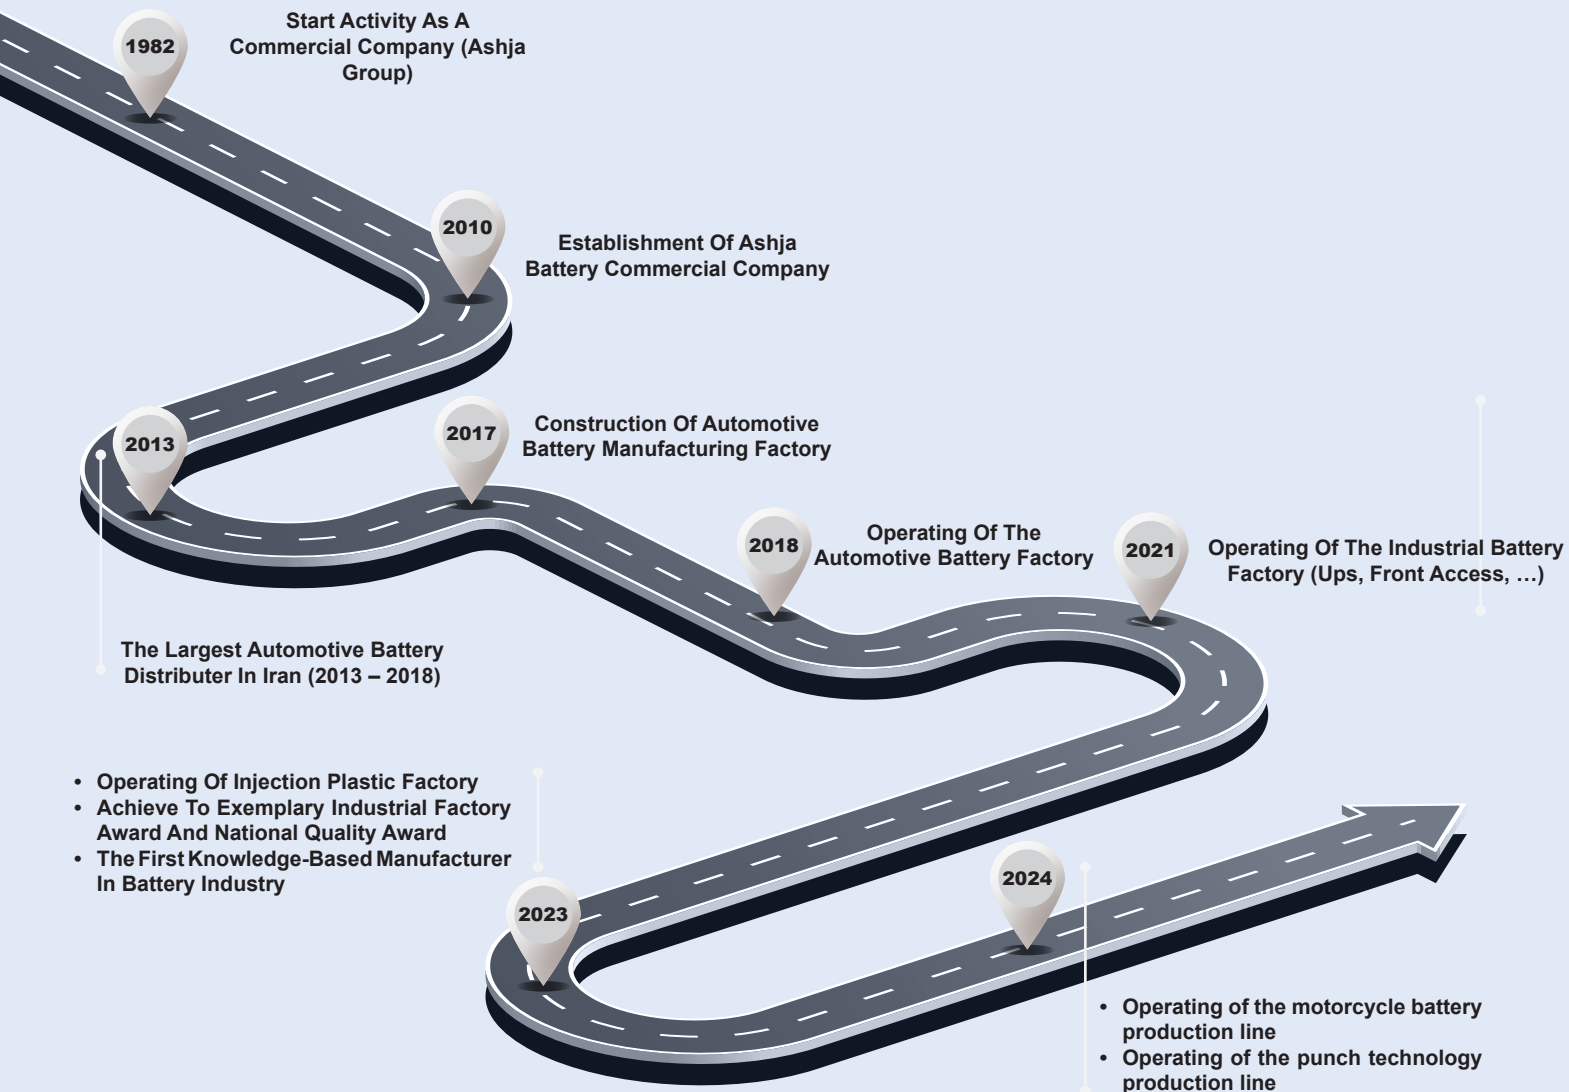 1982
Start Activity As A
Commercial Company (Ashja
Group)
2010
Establishment Of Ashja
Battery Commercial Company
2013
The Largest Automotive Battery
Distributer In Iran (2013 – 2018)
2017
Construction Of Automotive
Battery Manufacturing Factory
2018
Operating Of The
Automotive Battery Factory
2021
Operating Of The Industrial Battery
Factory (Ups, Front Access, …)
2023
• Operating Of Injection Plastic Factory
• Achieve To Exemplary Industrial Factory
Award And National Quality Award
• The First Knowledge-Based Manufacturer
In Battery Industry
2024
• Operating of the motorcycle battery
production line
• Operating of the punch technology
production line